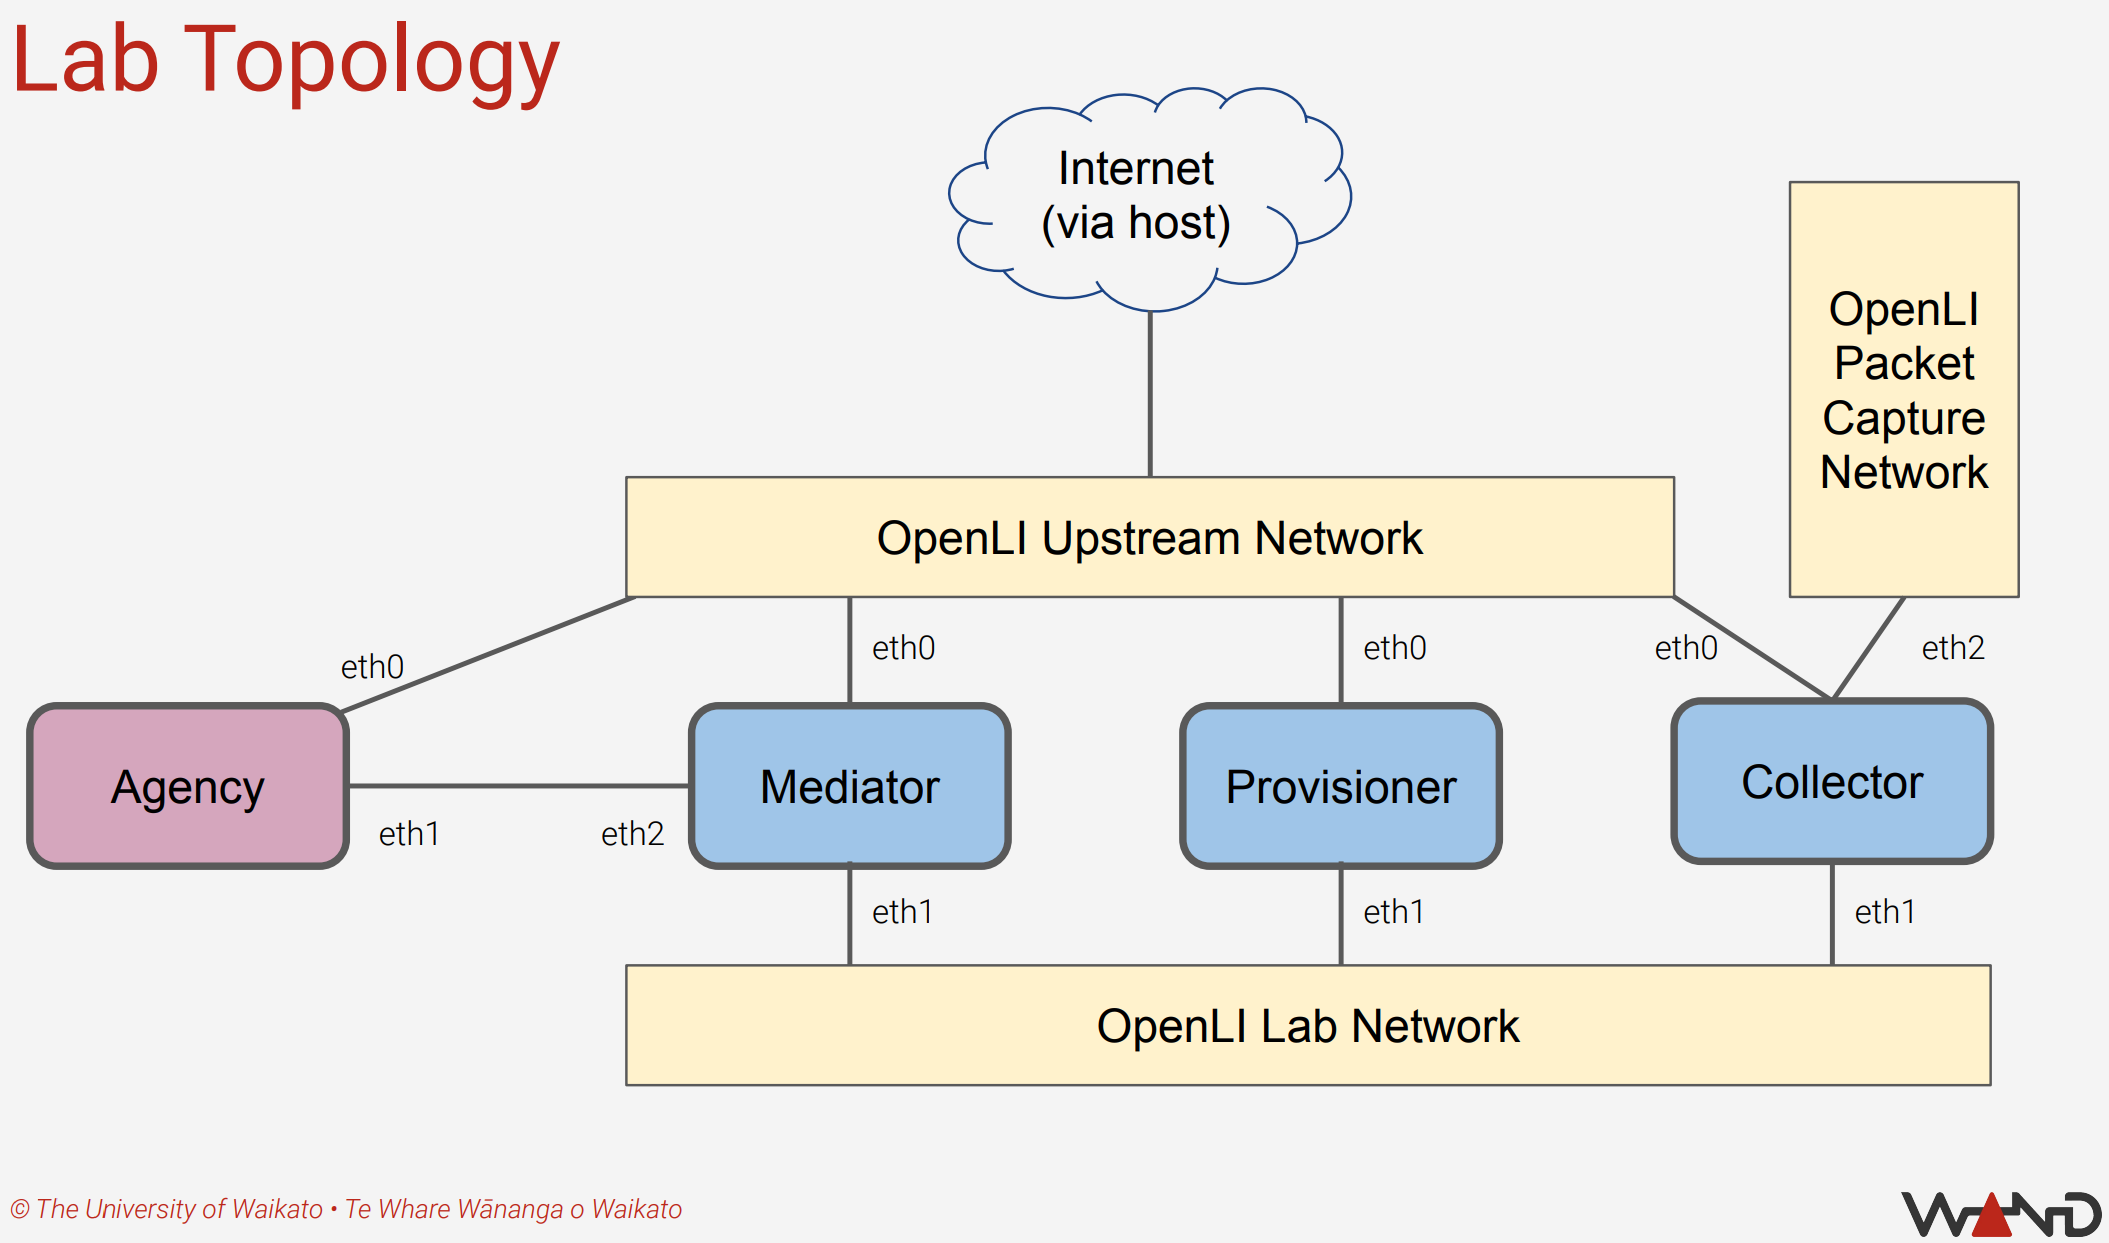 Lab Topology
Internet
(via host)
OpenLI
Packet
Capture
Network
OpenLI Upstream Network
eth0
eth0
eth0
eth0
eth2
Agency
Mediator
Provisioner
Collector
eth1
eth2
eth1
eth1
eth1
OpenLI Lab Network
© The University of Waikato • Te Whare Wānanga o Waikato
WAND